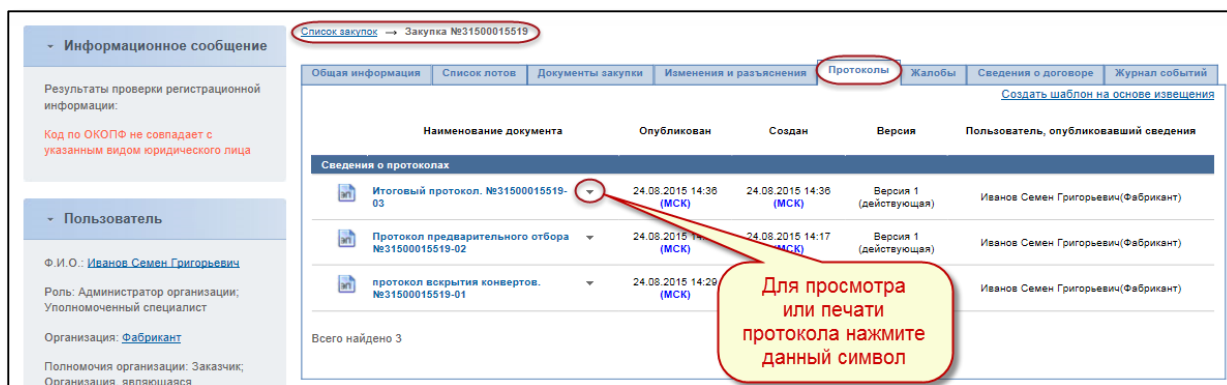 Информационное сообщение
Результаты проверки регистрационной
информации:
Код по ОКОПФ не совпадает с
указанным видом юридического лица
Пользователь
Ф.И.О.: Иванов Семен Григорьевич
Роль: Администратор организации;
Уполномоченный специалист
Организация: Фабрикант
Полномочия организации: Заказчик;
Организация, являющаяся
Список закупок → Закупка №31500015519
Общая информация Список лотов Документы закупки Изменения и разъяснения Протоколы Жалобы Сведения о договоре Журнал событий
Создать шаблон на основе извещения
Наименование документа Опубликован Создан Версия Пользователь, опубликовавший сведения
Сведения о протоколах
Итоговый протокол. №31500015519- 24.08.2015 14:36 24.08.2015 14:36 Версия 1 Иванов Семен Григорьевич(Фабрикант)
03 (МСК) (МСК) (действующая)
Протокол предварительного отбора 24.08.2015 24.08.2015 14:17 Версия 1 Иванов Семен Григорьевич(Фабрикант)
№31500015519-02 (МСК) (МСК) (действующая)
протокол вскрытия конвертов. 24.08.2015 14:29 Иванов Семен Григорьевич(Фабрикант)
№31500015519-01 (МСК)
Всего найдено 3
Для просмотра
или печати
протокола нажмите
данный символ